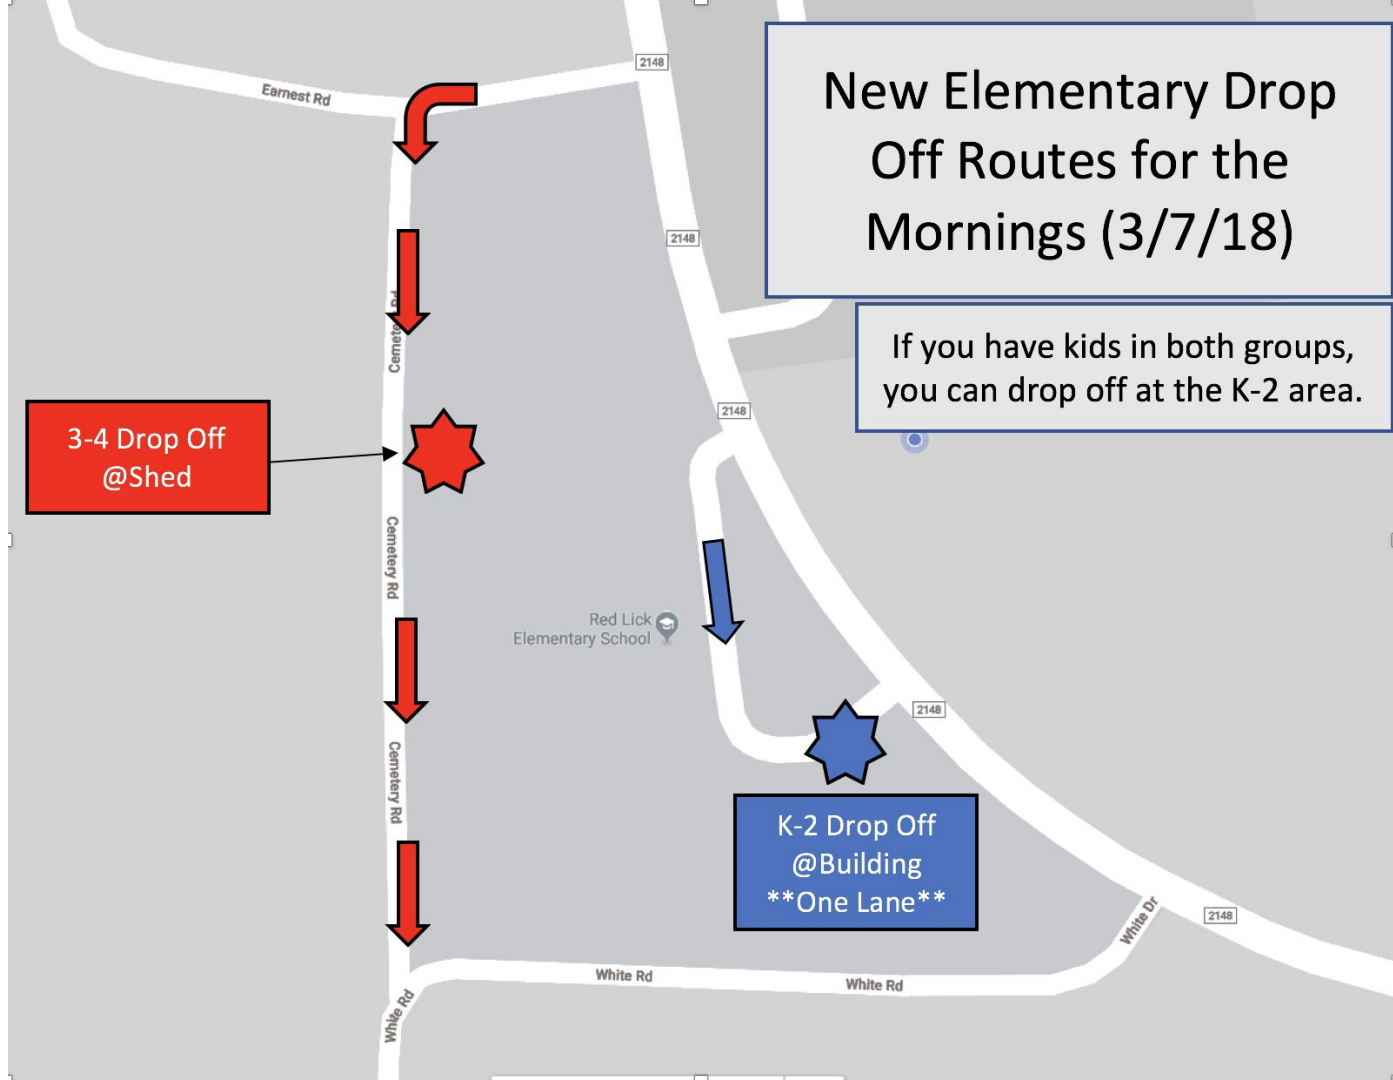 New Elementary Drop
Off Routes for the
Mornings (3/7/18)
If you have kids in both groups,
you can drop off at the K-2 area.
2148
Earnest Rd
2148
Cemete Rd
2148
3-4 Drop Off
@Shed
Cemetery Rd
Red Lick
Elementary School
2148
Cemetery Rd
K-2 Drop Off
@Building
**One Lane**
2148
White Dr
White Rd
White Rd
White Rd